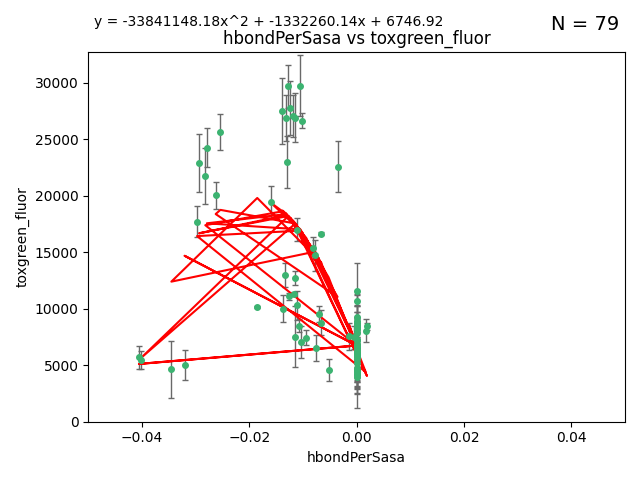 y = -33841148.18x^2 + -1332260.14x + 6746.92
N = 79
hbondPerSasa vs toxgreen_fluor
30000
25000
20000
15000
10000
5000
0
toxgreen_fluor
−0.04 −0.02 0.00 0.02 0.04
hbondPerSasa